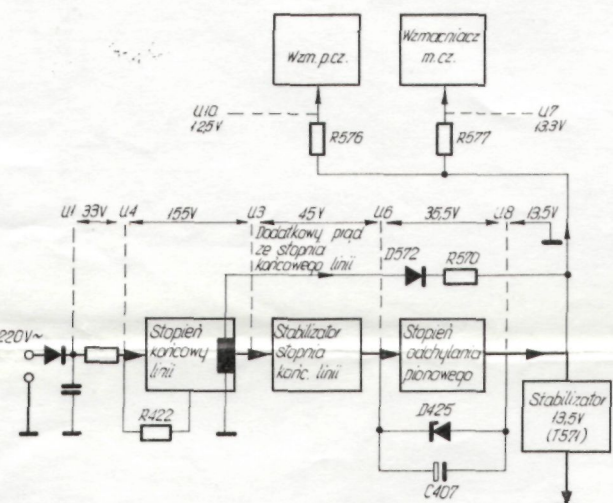 Wzm. p.cz.
Wzmacniacz
m. cz.
U10
12,5V
R576
R577
U7
13,3V
U1
33V
U4
155V
U3
45V
U6
36,5V
U8
13,5V
Dodatkowy prąd
ze stopnia
końcowego linii
D572
R570
220V~
Stopień
końcowy
linii
Stabilizator
stopnia
końc. linii
Stopień
odchylania
pionowego
R422
D425
C407
Stabilizator
13,5V
(T571)